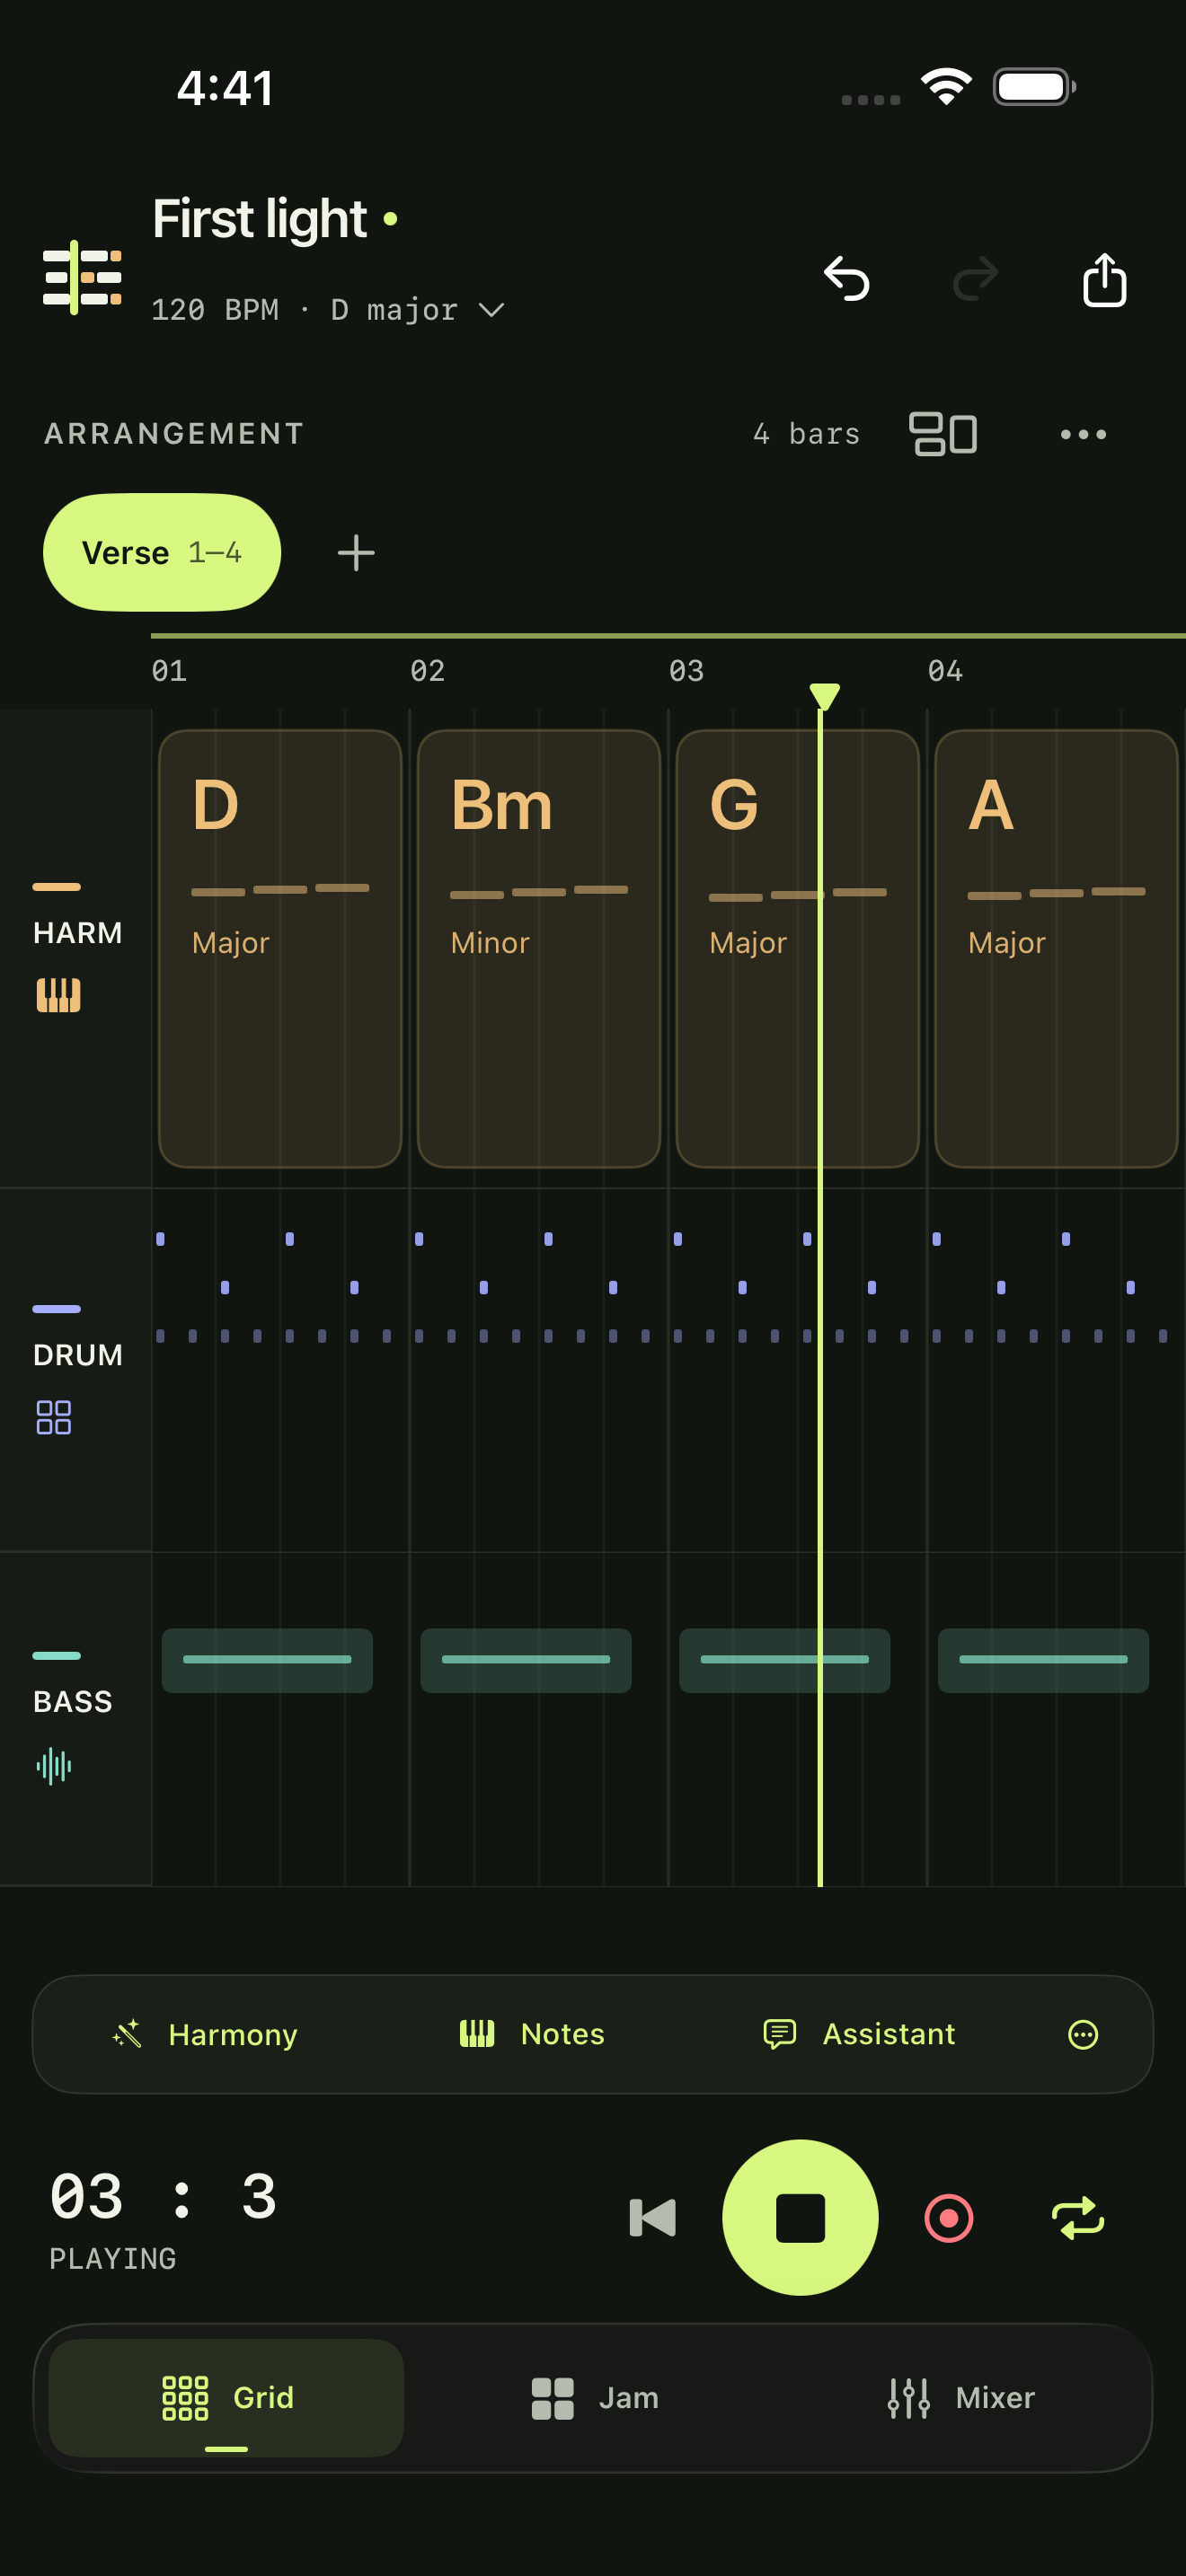 4:41
First light
120 BPM · D major
ARRANGEMENT
4 bars
Verse 1–4
01 02 03 04
D Bm G A
Major Minor Major Major
HARM
DRUM
BASS
Harmony Notes Assistant
03 : 3
PLAYING
Grid Jam Mixer